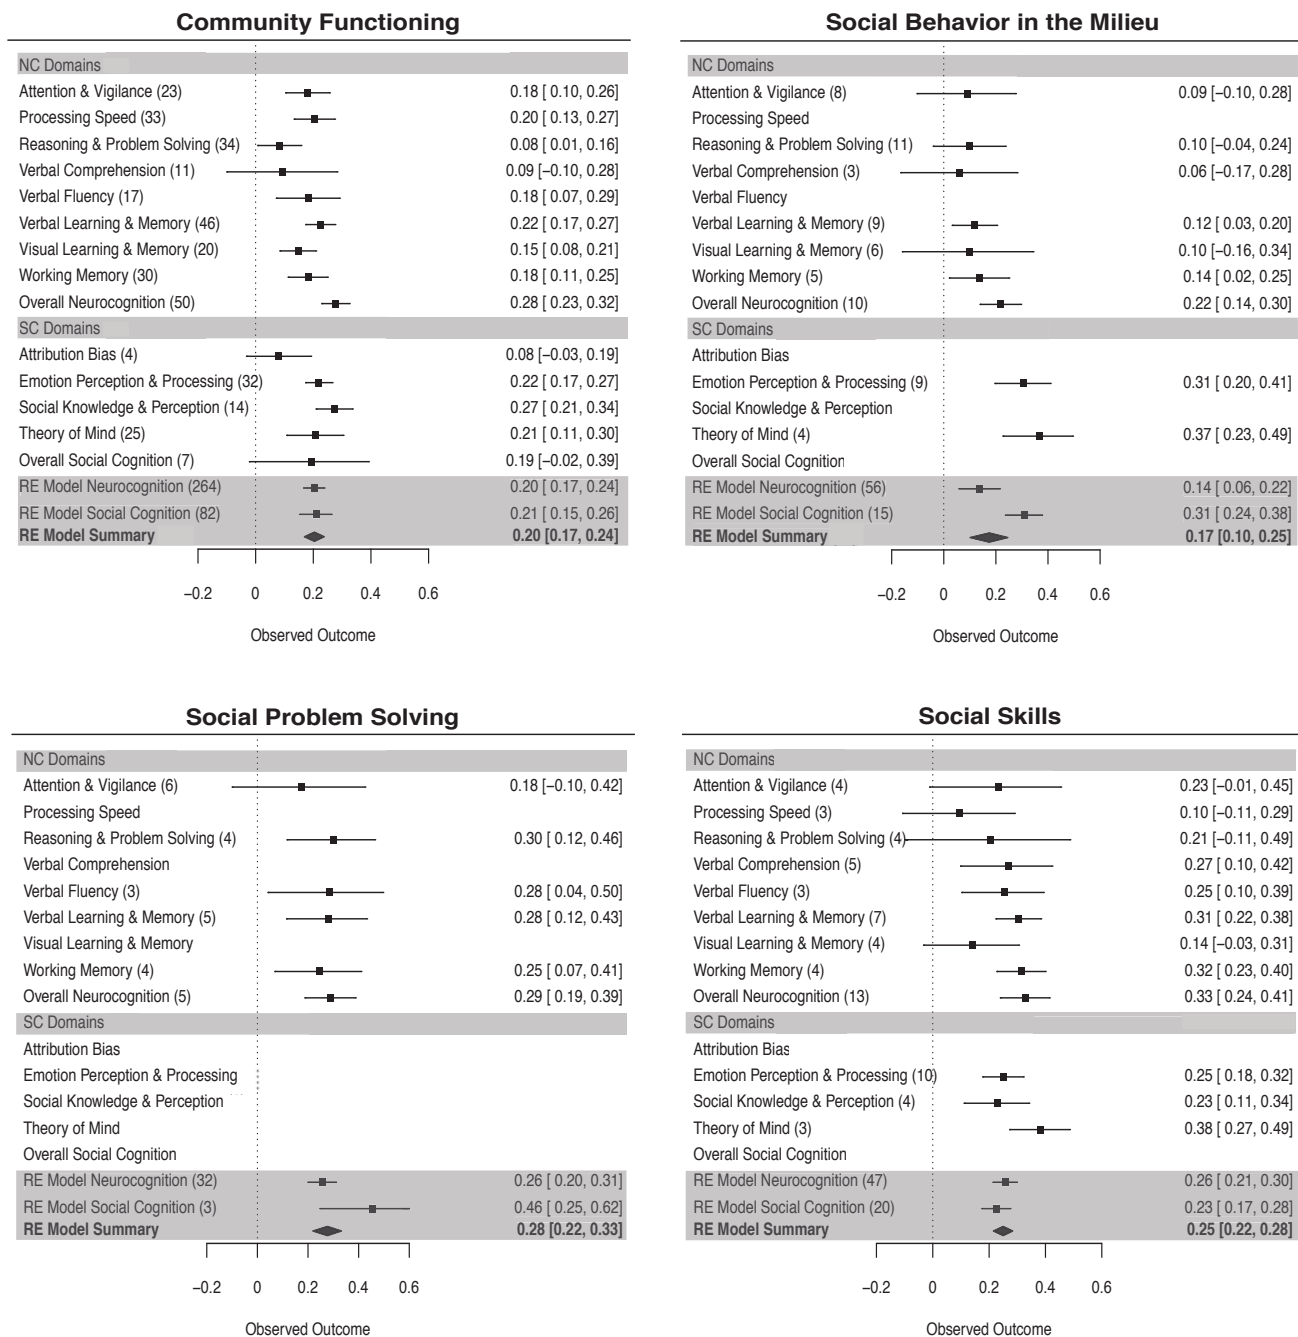 Community Functioning
NC Domains
Attention & Vigilance (23) 0.18 [ 0.10, 0.26]
Processing Speed (33) 0.20 [ 0.13, 0.27]
Reasoning & Problem Solving (34) 0.08 [ 0.01, 0.16]
Verbal Comprehension (11) 0.09 [−0.10, 0.28]
Verbal Fluency (17) 0.18 [ 0.07, 0.29]
Verbal Learning & Memory (46) 0.22 [ 0.17, 0.27]
Visual Learning & Memory (20) 0.15 [ 0.08, 0.21]
Working Memory (30) 0.18 [ 0.11, 0.25]
Overall Neurocognition (50) 0.28 [ 0.23, 0.32]
SC Domains
Attribution Bias (4) 0.08 [−0.03, 0.19]
Emotion Perception & Processing (32) 0.22 [ 0.17, 0.27]
Social Knowledge & Perception (14) 0.27 [ 0.21, 0.34]
Theory of Mind (25) 0.21 [ 0.11, 0.30]
Overall Social Cognition (7) 0.19 [−0.02, 0.39]
RE Model Neurocognition (264) 0.20 [ 0.17, 0.24]
RE Model Social Cognition (82) 0.21 [ 0.15, 0.26]
RE Model Summary 0.20 [0.17, 0.24]
−0.2 0 0.2 0.4 0.6
Observed Outcome
Social Behavior in the Milieu
NC Domains
Attention & Vigilance (8) 0.09 [−0.10, 0.28]
Processing Speed
Reasoning & Problem Solving (11) 0.10 [−0.04, 0.24]
Verbal Comprehension (3) 0.06 [−0.17, 0.28]
Verbal Fluency
Verbal Learning & Memory (9) 0.12 [ 0.03, 0.20]
Visual Learning & Memory (6) 0.10 [−0.16, 0.34]
Working Memory (5) 0.14 [ 0.02, 0.25]
Overall Neurocognition (10) 0.22 [ 0.14, 0.30]
SC Domains
Attribution Bias
Emotion Perception & Processing (9) 0.31 [ 0.20, 0.41]
Social Knowledge & Perception
Theory of Mind (4) 0.37 [ 0.23, 0.49]
Overall Social Cognition
RE Model Neurocognition (56) 0.14 [ 0.06, 0.22]
RE Model Social Cognition (15) 0.31 [ 0.24, 0.38]
RE Model Summary 0.17 [0.10, 0.25]
−0.2 0 0.2 0.4 0.6
Observed Outcome
Social Problem Solving
NC Domains
Attention & Vigilance (6) 0.18 [−0.10, 0.42]
Processing Speed
Reasoning & Problem Solving (4) 0.30 [ 0.12, 0.46]
Verbal Comprehension
Verbal Fluency (3) 0.28 [ 0.04, 0.50]
Verbal Learning & Memory (5) 0.28 [ 0.12, 0.43]
Visual Learning & Memory
Working Memory (4) 0.25 [ 0.07, 0.41]
Overall Neurocognition (5) 0.29 [ 0.19, 0.39]
SC Domains
Attribution Bias
Emotion Perception & Processing
Social Knowledge & Perception
Theory of Mind
Overall Social Cognition
RE Model Neurocognition (32) 0.26 [ 0.20, 0.31]
RE Model Social Cognition (3) 0.46 [ 0.25, 0.62]
RE Model Summary 0.28 [0.22, 0.33]
−0.2 0 0.2 0.4 0.6
Observed Outcome
Social Skills
NC Domains
Attention & Vigilance (4) 0.23 [−0.01, 0.45]
Processing Speed (3) 0.10 [−0.11, 0.29]
Reasoning & Problem Solving (4) 0.21 [−0.11, 0.49]
Verbal Comprehension (5) 0.27 [ 0.10, 0.42]
Verbal Fluency (3) 0.25 [ 0.10, 0.39]
Verbal Learning & Memory (7) 0.31 [ 0.22, 0.38]
Visual Learning & Memory (4) 0.14 [−0.03, 0.31]
Working Memory (4) 0.32 [ 0.23, 0.40]
Overall Neurocognition (13) 0.33 [ 0.24, 0.41]
SC Domains
Attribution Bias
Emotion Perception & Processing (10) 0.25 [ 0.18, 0.32]
Social Knowledge & Perception (4) 0.23 [ 0.11, 0.34]
Theory of Mind (3) 0.38 [ 0.27, 0.49]
Overall Social Cognition
RE Model Neurocognition (47) 0.26 [ 0.21, 0.30]
RE Model Social Cognition (20) 0.23 [ 0.17, 0.28]
RE Model Summary 0.25 [0.22, 0.28]
−0.2 0 0.2 0.4 0.6
Observed Outcome